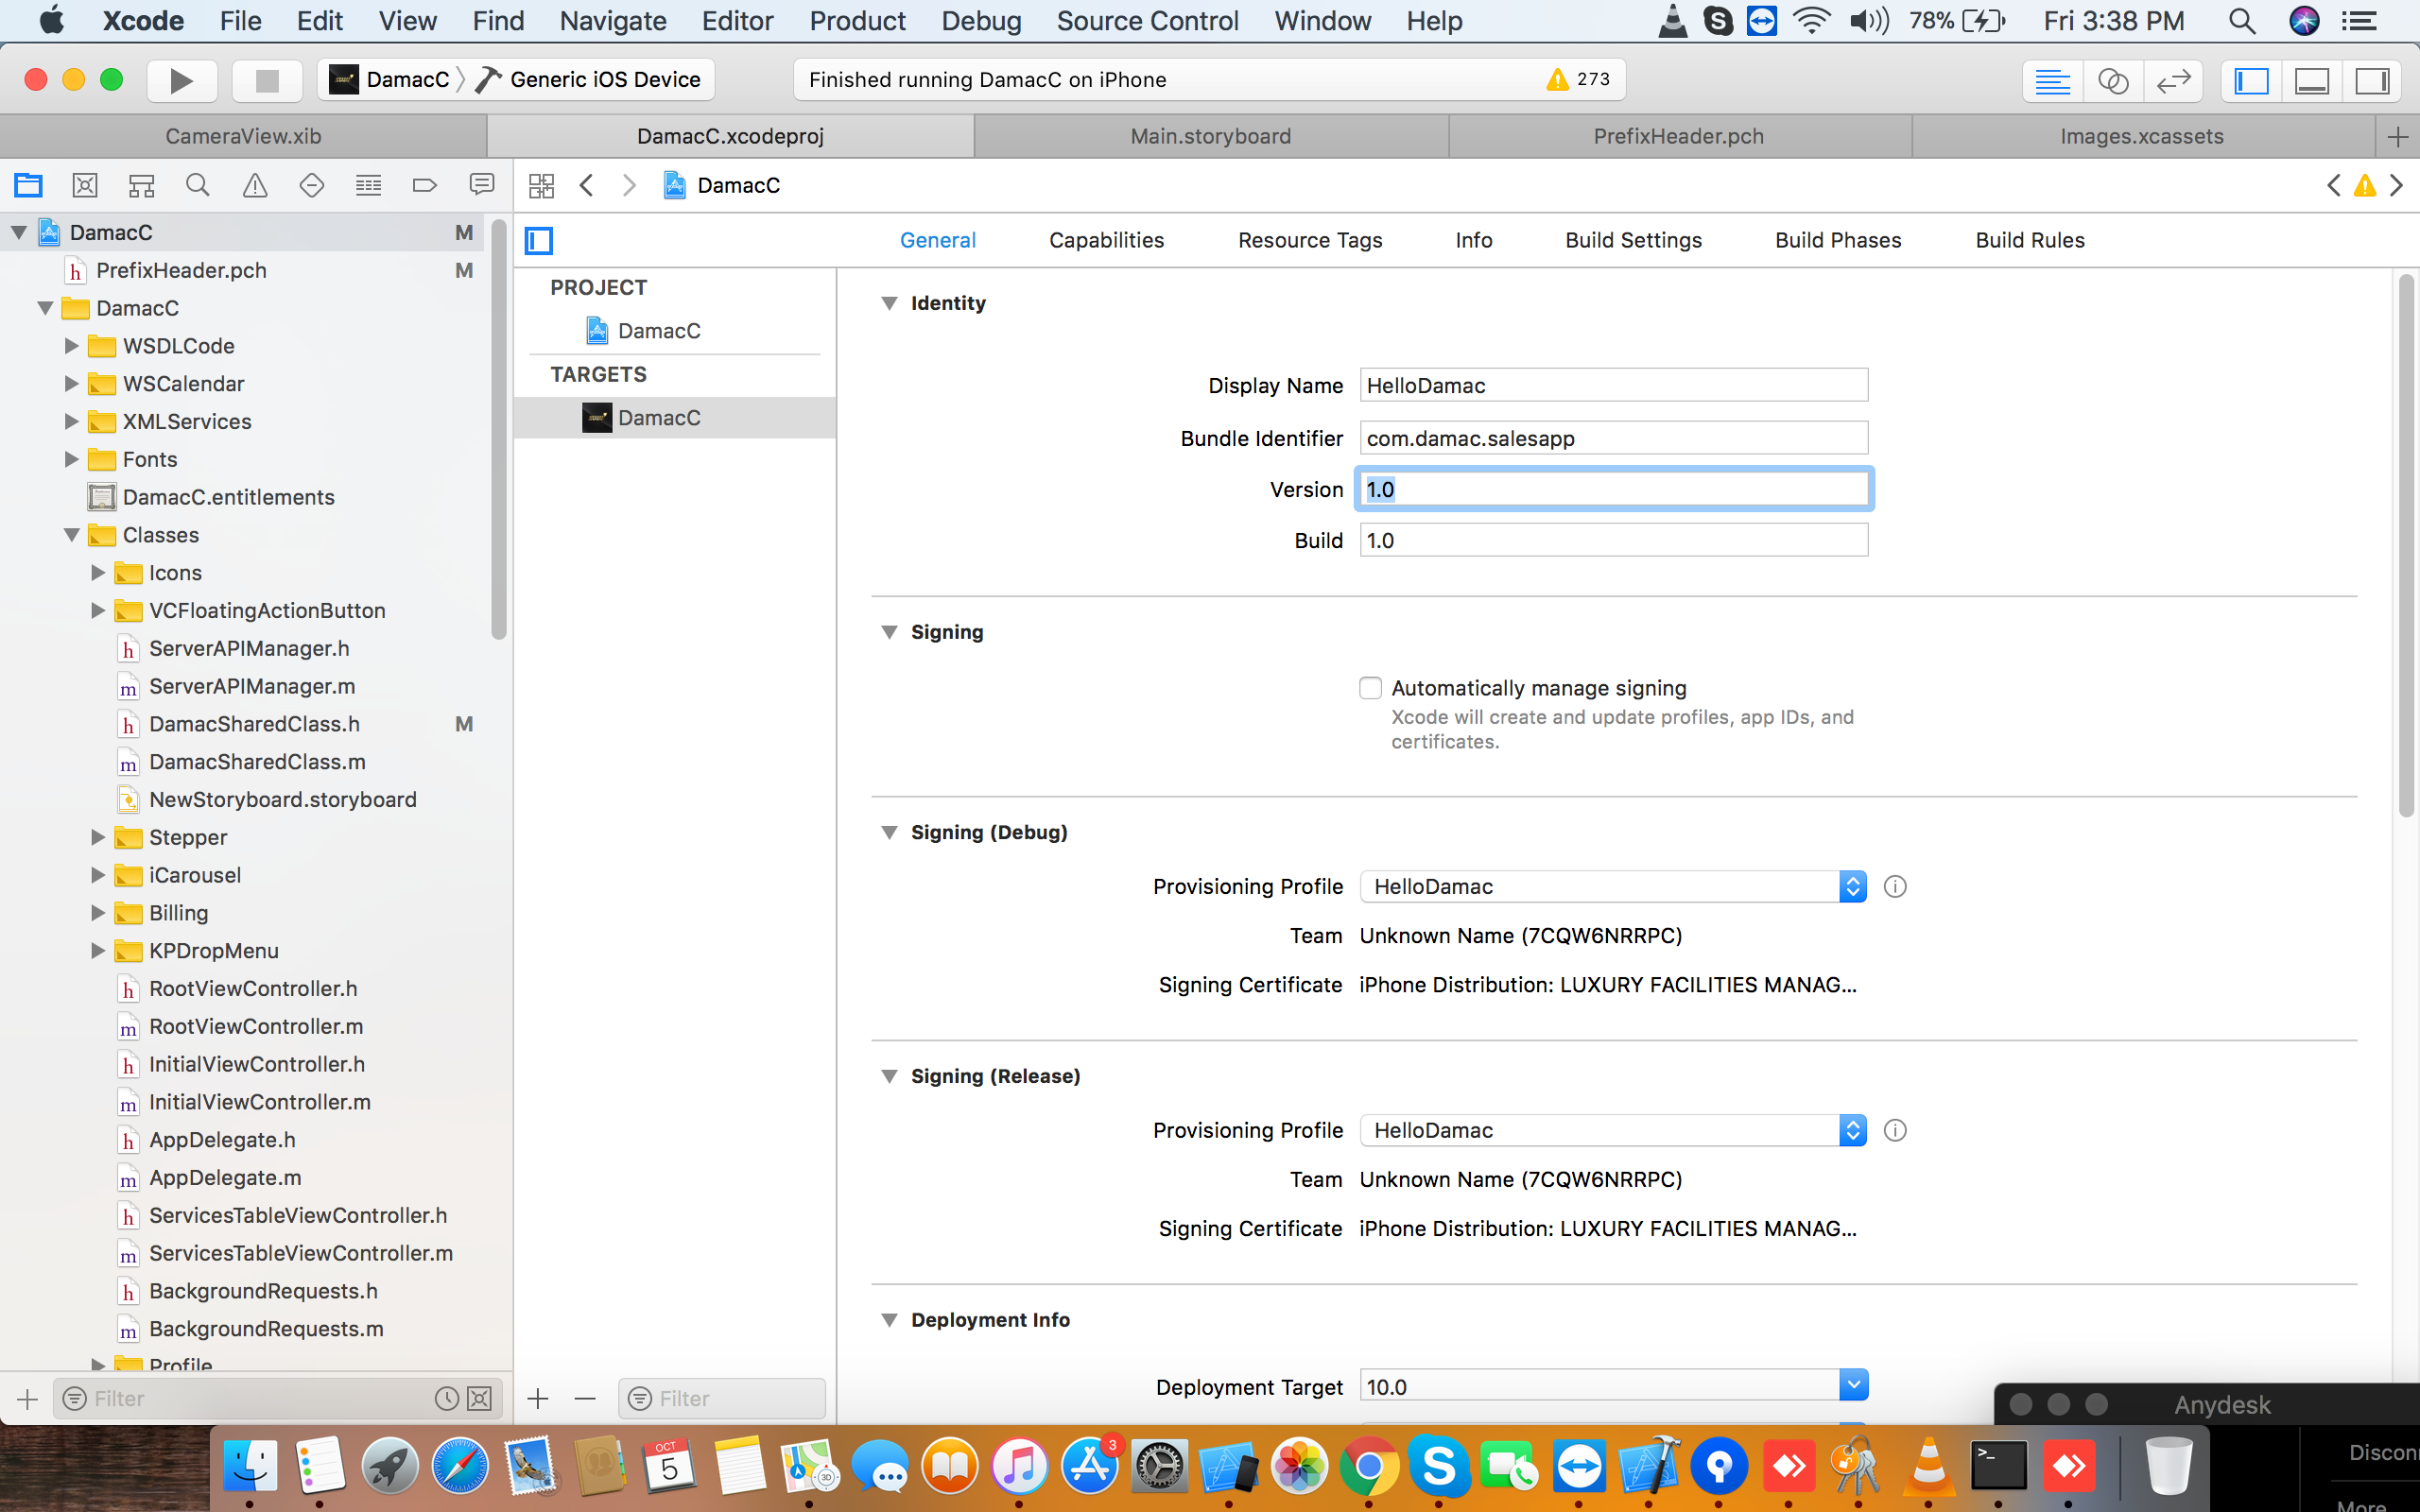 Xcode File Edit View Find Navigate Editor Product Debug Source Control Window Help 78% Fri 3:38 PM
DamacC Generic iOS Device Finished running DamacC on iPhone 273
CameraView.xib DamacC.xcodeproj Main.storyboard PrefixHeader.pch Images.xcassets
DamacC
General Capabilities Resource Tags Info Build Settings Build Phases Build Rules
DamacC M
PrefixHeader.pch M
DamacC
WSDLCode
WSCalendar
XMLServices
Fonts
DamacC.entitlements
Classes
Icons
VCFloatingActionButton
h ServerAPIManager.h
m ServerAPIManager.m
h DamacSharedClass.h M
m DamacSharedClass.m
NewStoryboard.storyboard
Stepper
iCarousel
Billing
KPDropMenu
h RootViewController.h
m RootViewController.m
h InitialViewController.h
m InitialViewController.m
h AppDelegate.h
m AppDelegate.m
h ServicesTableViewController.h
m ServicesTableViewController.m
h BackgroundRequests.h
m BackgroundRequests.m
Profile
Filter
PROJECT
DamacC
TARGETS
DamacC
Filter
Identity
Display Name HelloDamac
Bundle Identifier com.damac.salesapp
Version 1.0
Build 1.0
Signing
Automatically manage signing
Xcode will create and update profiles, app IDs, and
certificates.
Signing (Debug)
Provisioning Profile HelloDamac
Team Unknown Name (7CQW6NRRPC)
Signing Certificate iPhone Distribution: LUXURY FACILITIES MANAG...
Signing (Release)
Provisioning Profile HelloDamac
Team Unknown Name (7CQW6NRRPC)
Signing Certificate iPhone Distribution: LUXURY FACILITIES MANAG...
Deployment Info
Deployment Target 10.0
Anydesk
OCT
5
3D
3
Disconn
More